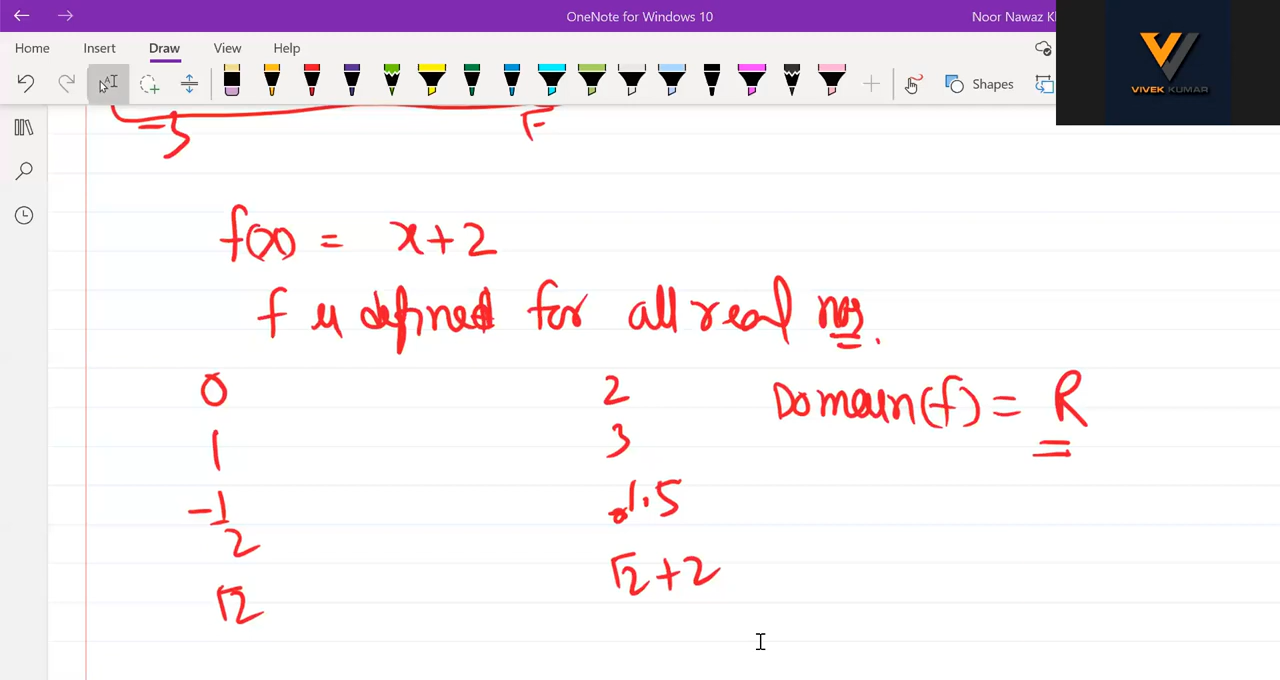 OneNote for Windows 10
Noor Nawaz Kh
Home Insert Draw View Help
Shapes
VIVEK KUMAR
-5
f(x) = x+2
f is defined for all real nos.
0 2 Domain(f) = R
1 3
-1/2 1.5
√2 √2+2